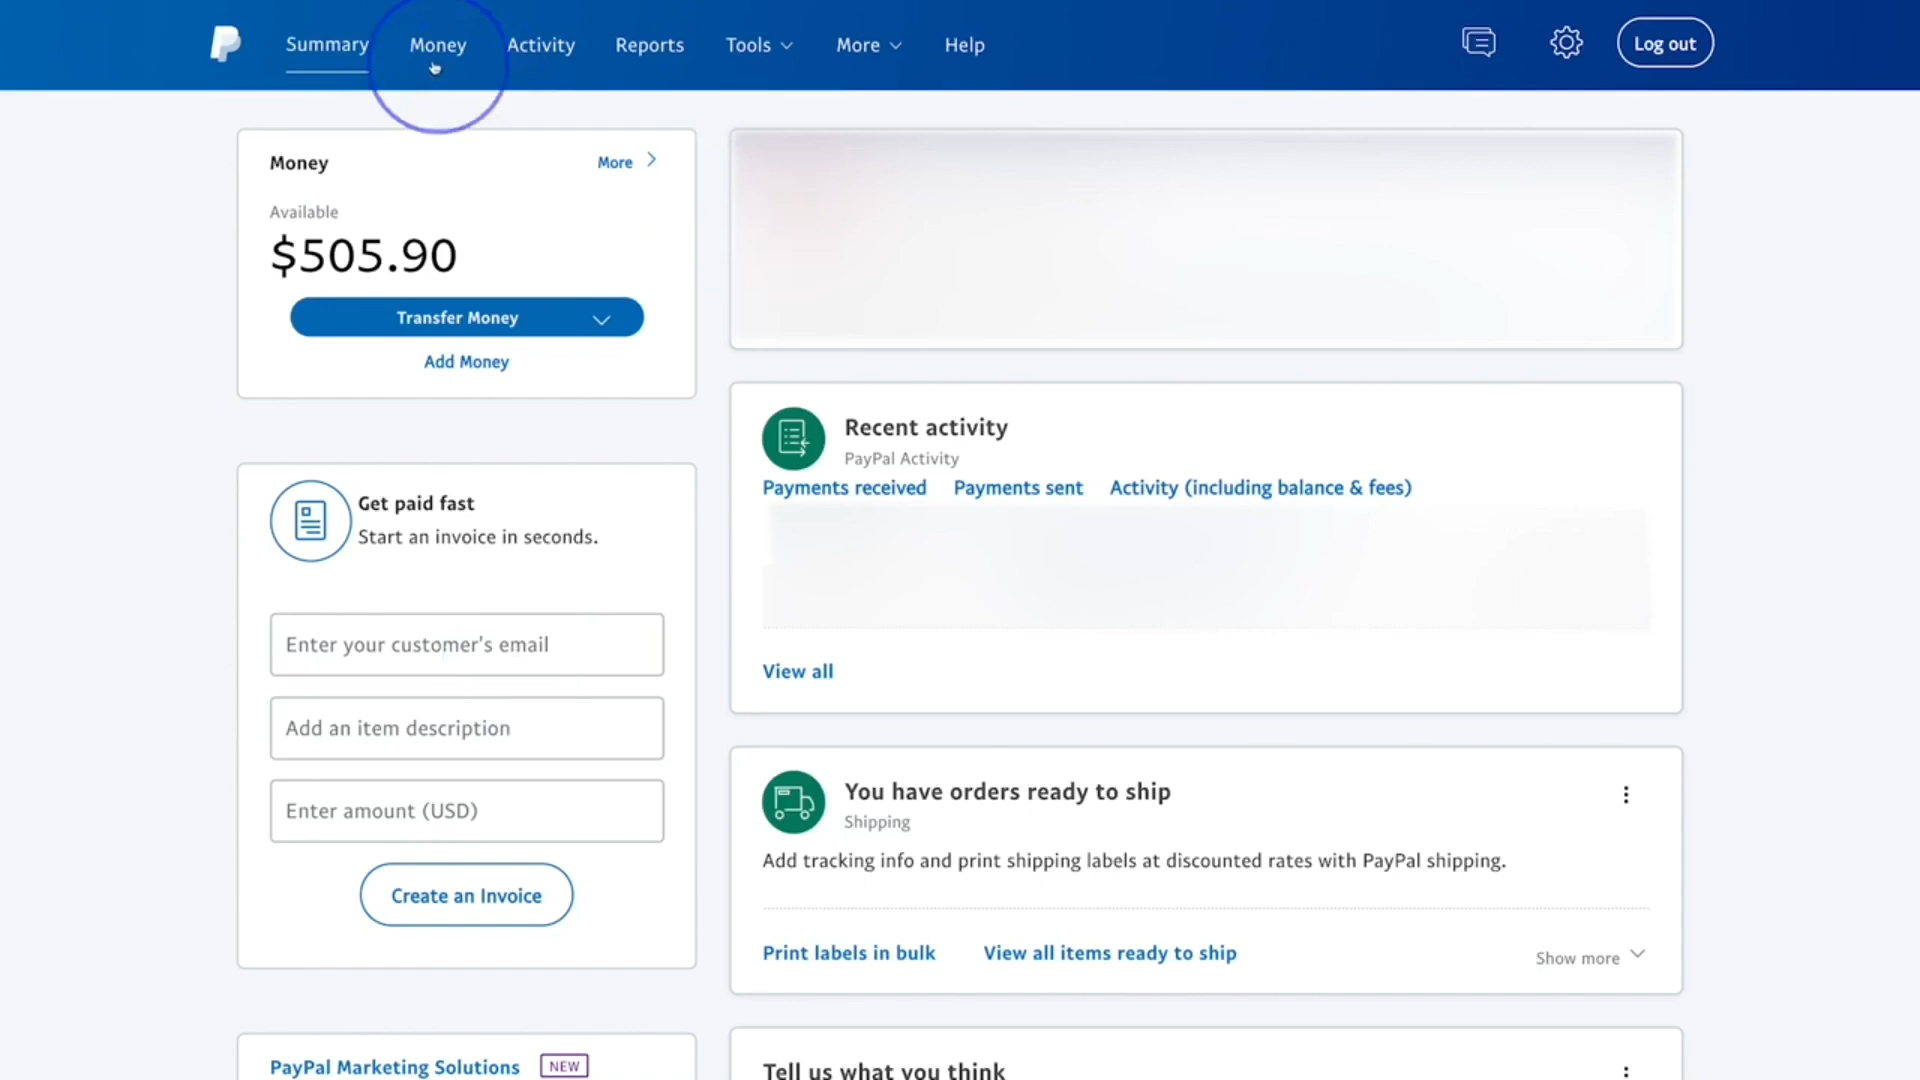 Summary Money Activity Reports Tools More Help Log out
Money More
Available
$505.90
Transfer Money
Add Money
Get paid fast
Start an invoice in seconds.
Enter your customer's email
Add an item description
Enter amount (USD)
Create an Invoice
PayPal Marketing Solutions NEW
Recent activity
PayPal Activity
Payments received Payments sent Activity (including balance & fees)
View all
You have orders ready to ship
Shipping
Add tracking info and print shipping labels at discounted rates with PayPal shipping.
Print labels in bulk View all items ready to ship Show more
Tell us what you think